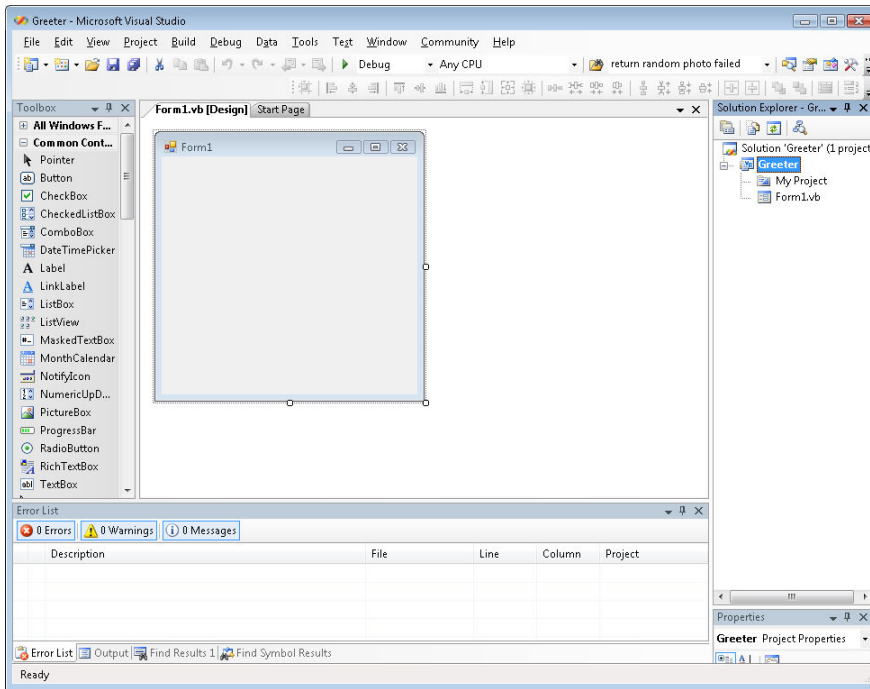 Greeter - Microsoft Visual Studio
File Edit View Project Build Debug Data Tools Test Window Community Help
Debug Any CPU return random photo failed
Toolbox
All Windows F...
Common Cont...
Pointer
Button
CheckBox
CheckedListBox
ComboBox
DateTimePicker
Label
LinkLabel
ListBox
ListView
MaskedTextBox
MonthCalendar
NotifyIcon
NumericUpD...
PictureBox
ProgressBar
RadioButton
RichTextBox
TextBox
Form1.vb [Design] Start Page
Form1
Solution Explorer - Gr...
Solution 'Greeter' (1 project
Greeter
My Project
Form1.vb
Error List
0 Errors 0 Warnings 0 Messages
Description File Line Column Project
Error List Output Find Results 1 Find Symbol Results
Properties
Greeter Project Properties
Ready